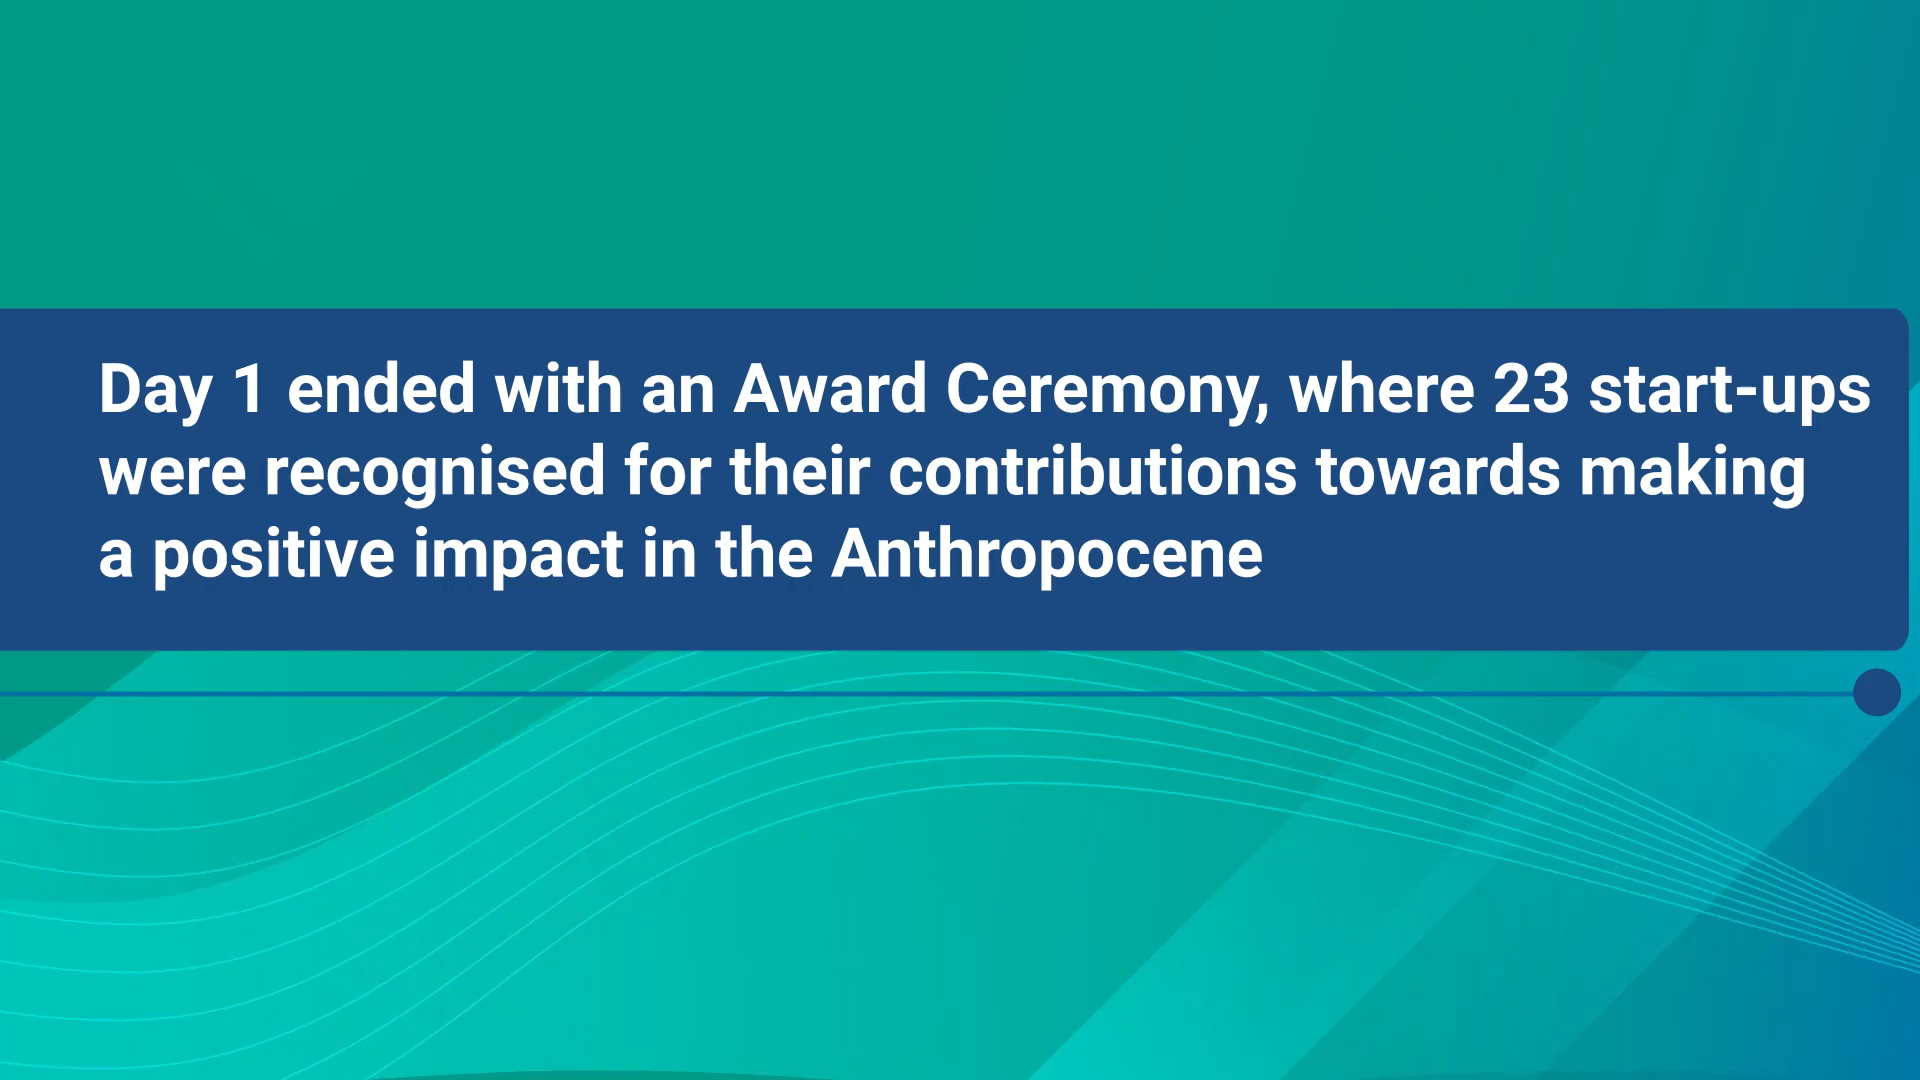 Day 1 ended with an Award Ceremony, where 23 start-ups
were recognised for their contributions towards making
a positive impact in the Anthropocene